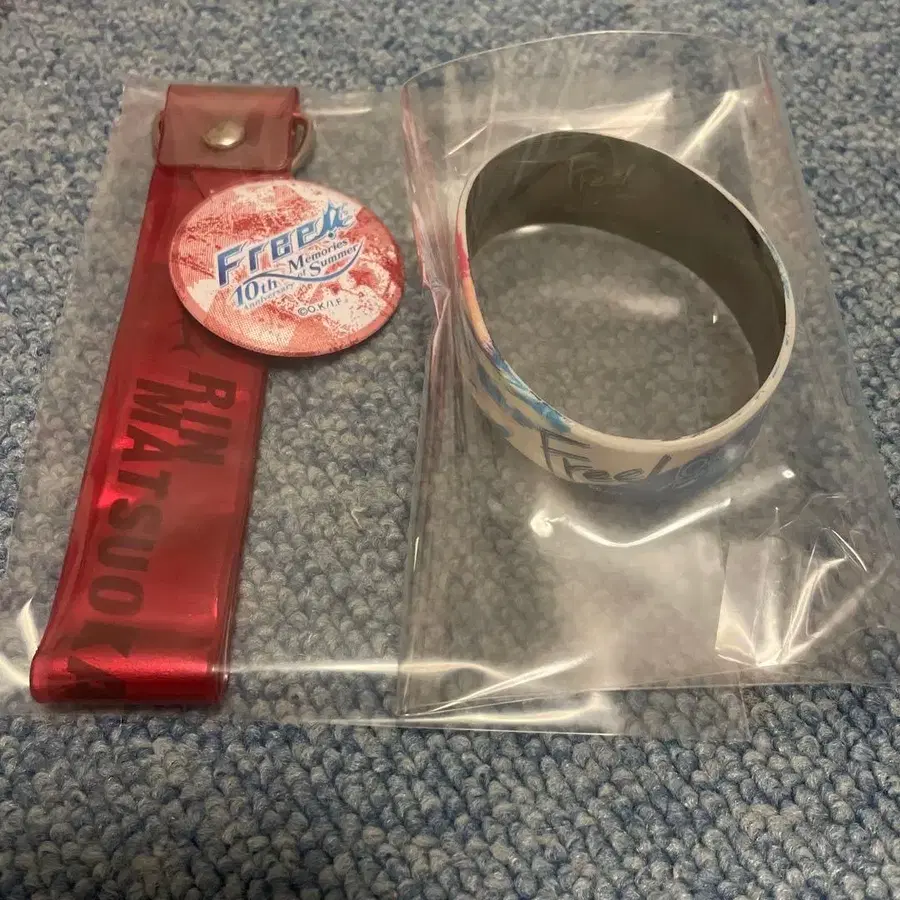 Free!
Memories
of Summer
10th
Anniversary
©O.K/I.F
RIN
MATSUOKA
Free!
Free!